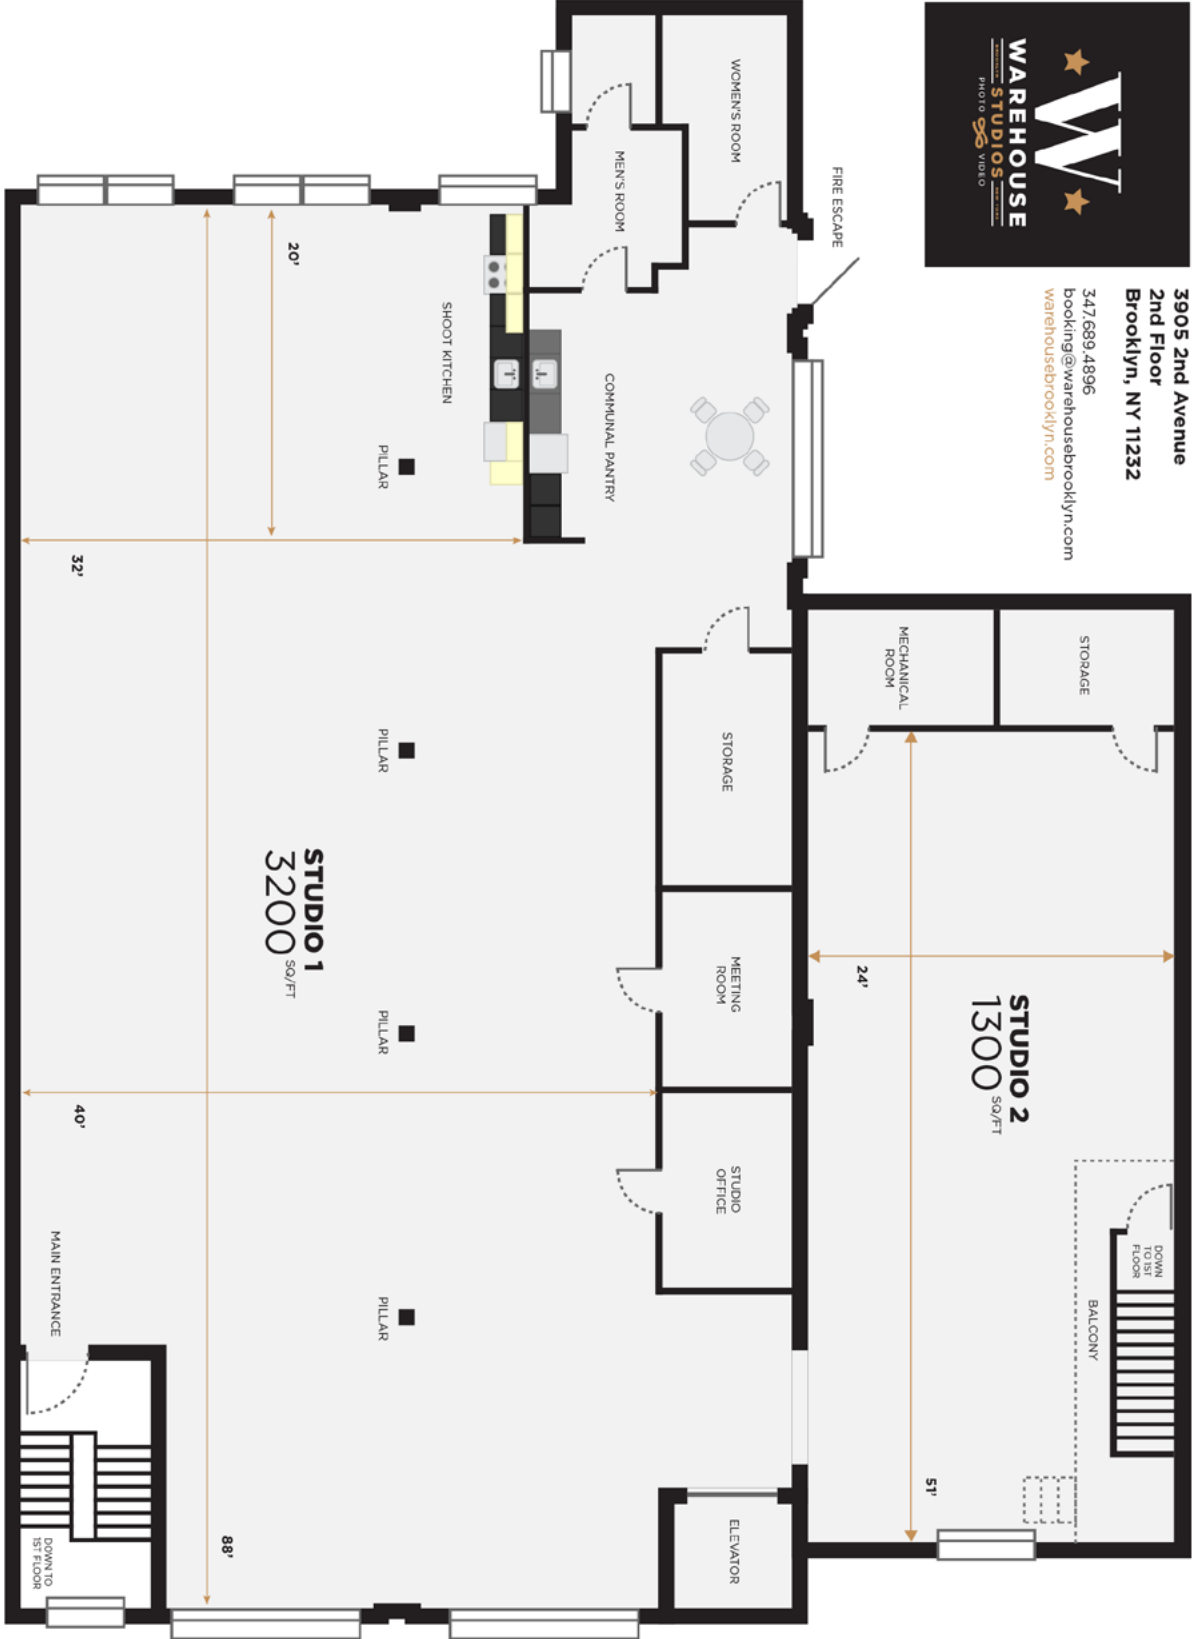 W
WAREHOUSE
BROOKLYN STUDIOS NEW YORK
PHOTO & VIDEO
3905 2nd Avenue
2nd Floor
Brooklyn, NY 11232
347.689.4896
booking@warehousebrooklyn.com
warehousebrooklyn.com
FIRE ESCAPE
WOMEN'S ROOM
MEN'S ROOM
COMMUNAL PANTRY
SHOOT KITCHEN
20'
32'
PILLAR
PILLAR
PILLAR
PILLAR
STORAGE
MECHANICAL
ROOM
STORAGE
MEETING
ROOM
STUDIO
OFFICE
STUDIO 1
3200 SQ/FT
40'
88'
24'
STUDIO 2
1300 SQ/FT
51'
DOWN
TO 1ST
FLOOR
BALCONY
ELEVATOR
MAIN ENTRANCE
DOWN TO
1ST FLOOR